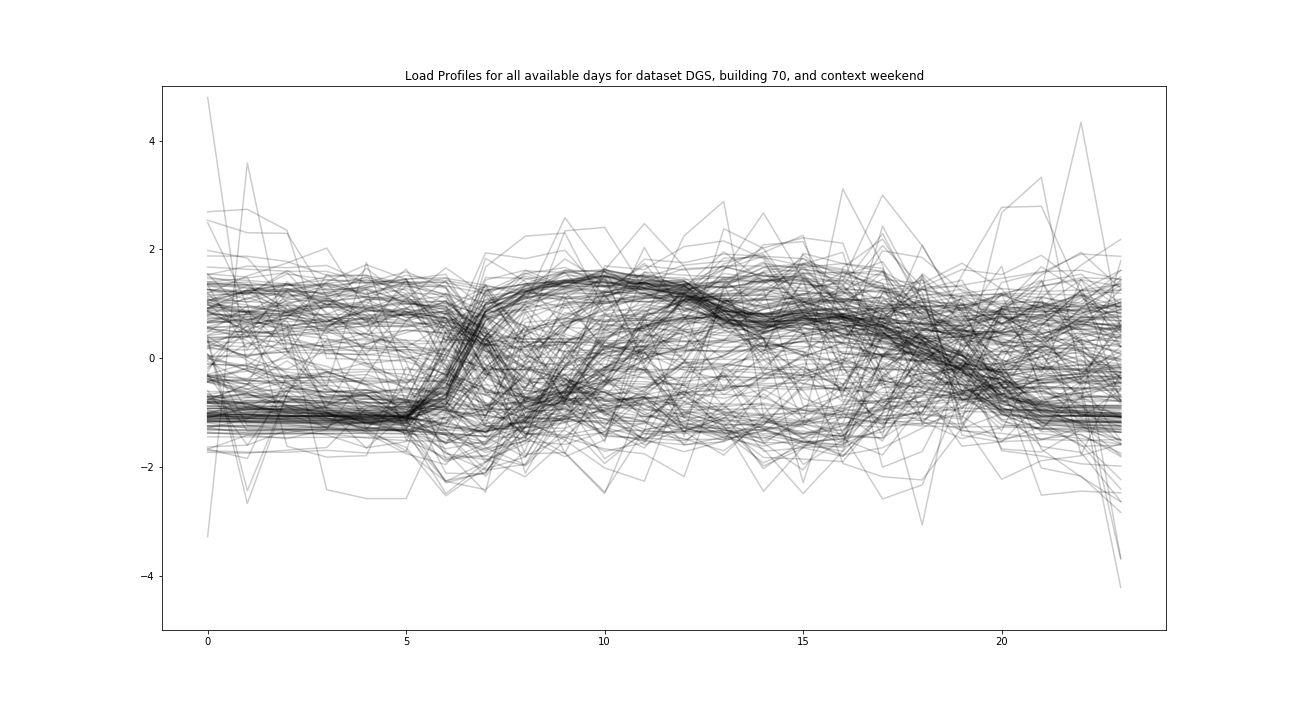 Load Profiles for all available days for dataset DGS, building 70, and context weekend
4
2
0
−2
−4
0 5 10 15 20